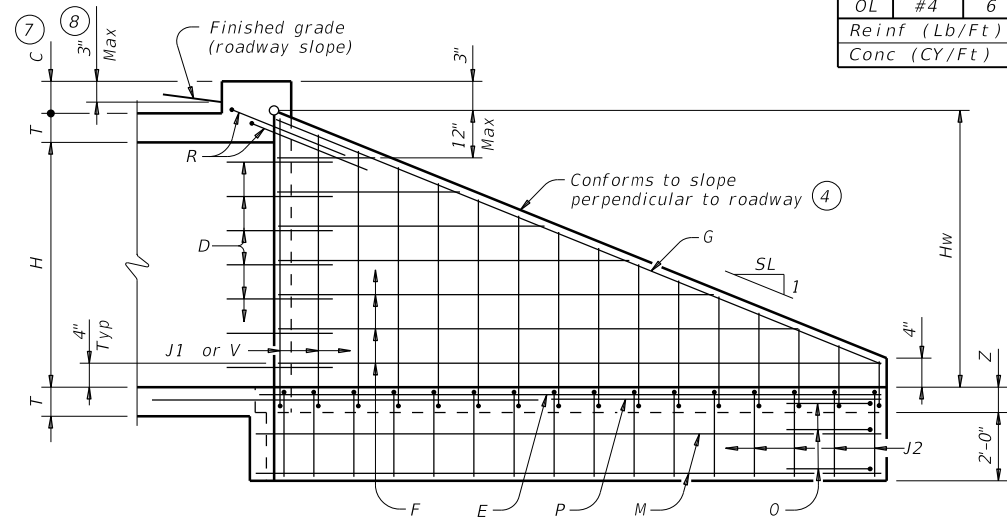 OL #4 6
Reinf (Lb/Ft)
Conc (CY/Ft)
7
8
C
3"
Max
Finished grade
(roadway slope)
3"
T
12"
Max
R
Conforms to slope
perpendicular to roadway 4
G
Hw
D
SL
1
H
4"
Typ
J1 or V
4"
Z
T
J2
2'-0"
F
E
P
M
O